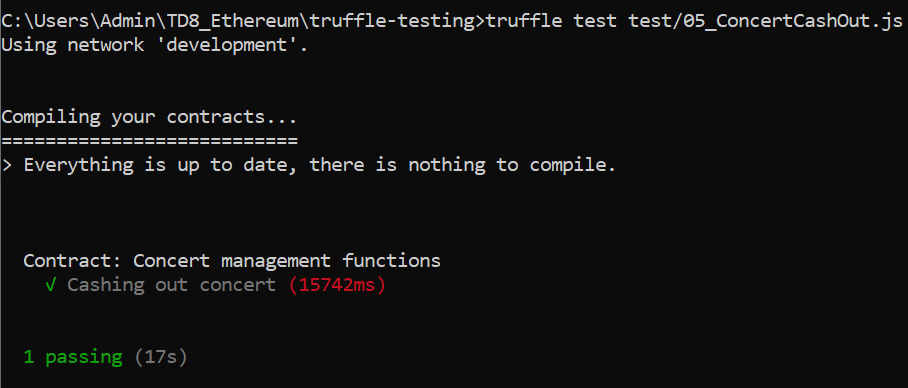 C:\Users\Admin\TD8_Ethereum\truffle-testing>truffle test test/05_ConcertCashOut.js
Using network 'development'.
Compiling your contracts...
===========================
> Everything is up to date, there is nothing to compile.
Contract: Concert management functions
√ Cashing out concert (15742ms)
1 passing (17s)